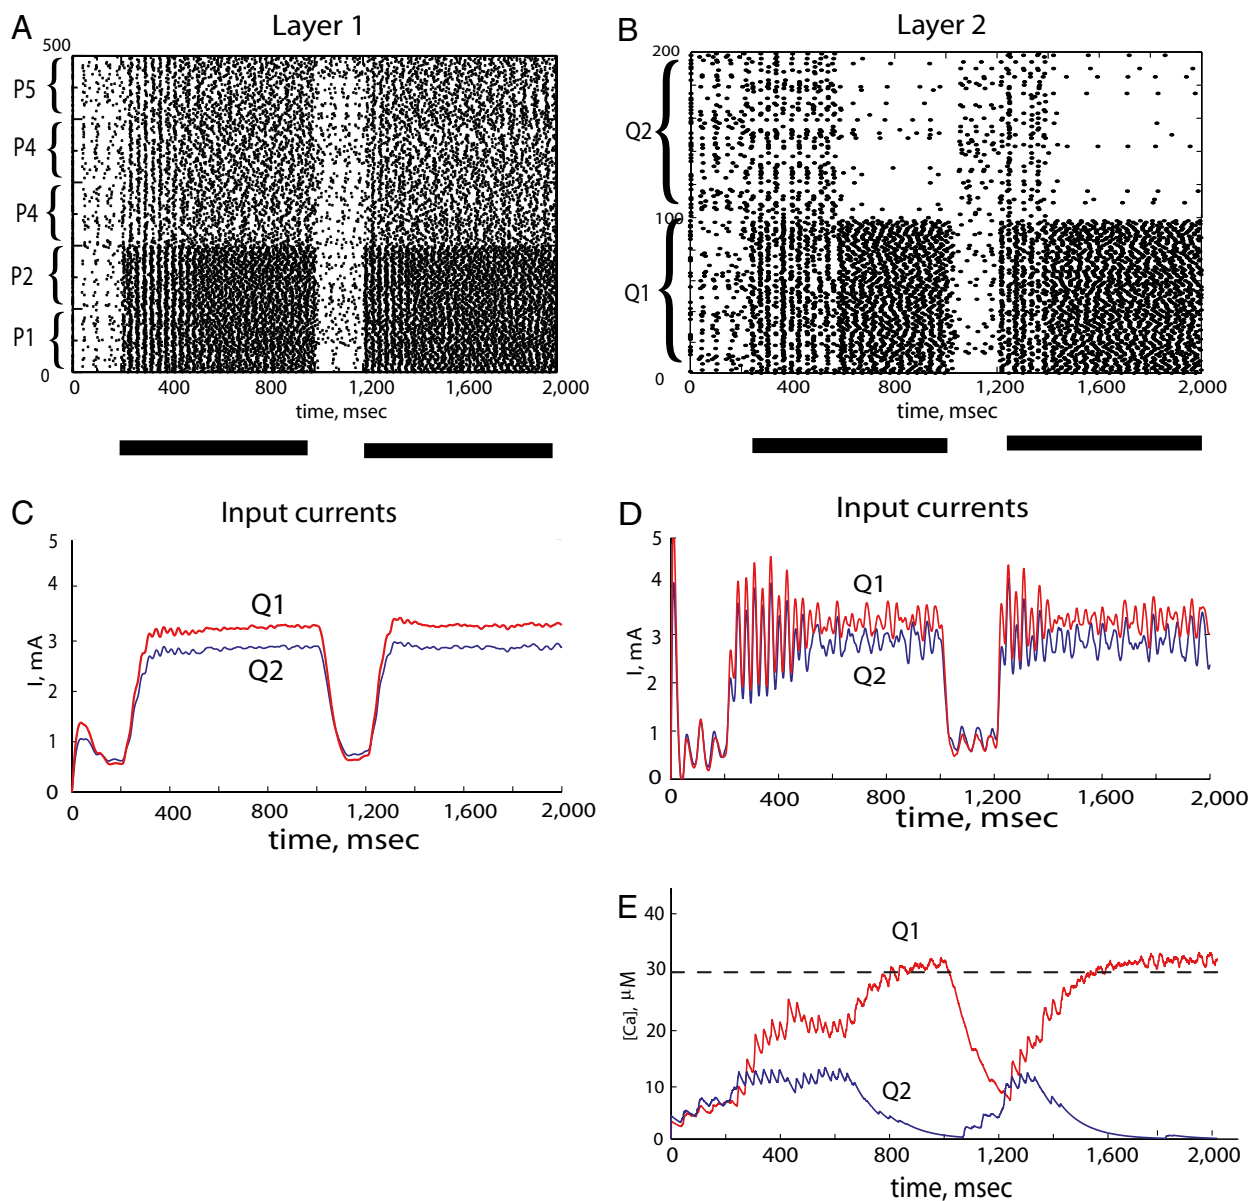 A
Layer 1
500
P5
P4
P4
P2
P1
0
0 400 800 1,200 1,600 2,000
time, msec
B
Layer 2
200
Q2
100
Q1
0
0 400 800 1,200 1,600 2,000
time, msec
C
Input currents
5
4
3
2
1
0
I, mA
Q1
Q2
0 400 800 1,200 1,600 2,000
time, msec
D
Input currents
5
4
3
2
1
0
I, mA
Q1
Q2
0 400 800 1,200 1,600 2,000
time, msec
E
40
30
20
10
0
[Ca], μM
Q1
Q2
0 400 800 1,200 1,600 2,000
time, msec